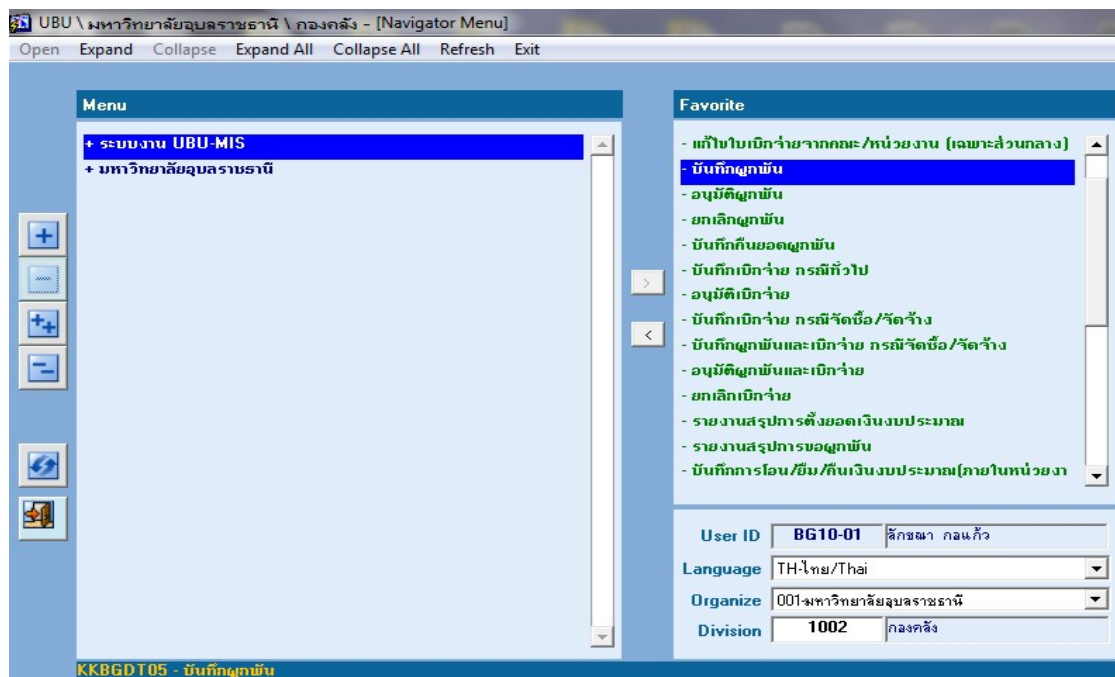 UBU \ มหาวิทยาลัยอุบลราชธานี \ กองคลัง - [Navigator Menu]
Open Expand Collapse Expand All Collapse All Refresh Exit
Menu
+ ระบบงาน UBU-MIS
+ มหาวิทยาลัยอุบลราชธานี
>
<
Favorite
- แก้ไขใบเบิกจ่ายจากคณะ/หน่วยงาน (เฉพาะส่วนกลาง)
- บันทึกผูกพัน
- อนุมัติผูกพัน
- ยกเลิกผูกพัน
- บันทึกคืนยอดผูกพัน
- บันทึกเบิกจ่าย กรณีทั่วไป
- อนุมัติเบิกจ่าย
- บันทึกเบิกจ่าย กรณีจัดซื้อ/จัดจ้าง
- บันทึกผูกพันและเบิกจ่าย กรณีจัดซื้อ/จัดจ้าง
- อนุมัติผูกพันและเบิกจ่าย
- ยกเลิกเบิกจ่าย
- รายงานสรุปการตั้งยอดเงินงบประมาณ
- รายงานสรุปการขอผูกพัน
- บันทึกการโอน/ยืม/คืนเงินงบประมาณ(ภายในหน่วยงา
User ID BG10-01 ลักขณา กอแก้ว
Language TH-ไทย/Thai
Organize 001-มหาวิทยาลัยอุบลราชธานี
Division 1002 กองคลัง
KKBGDT05 - บันทึกผูกพัน